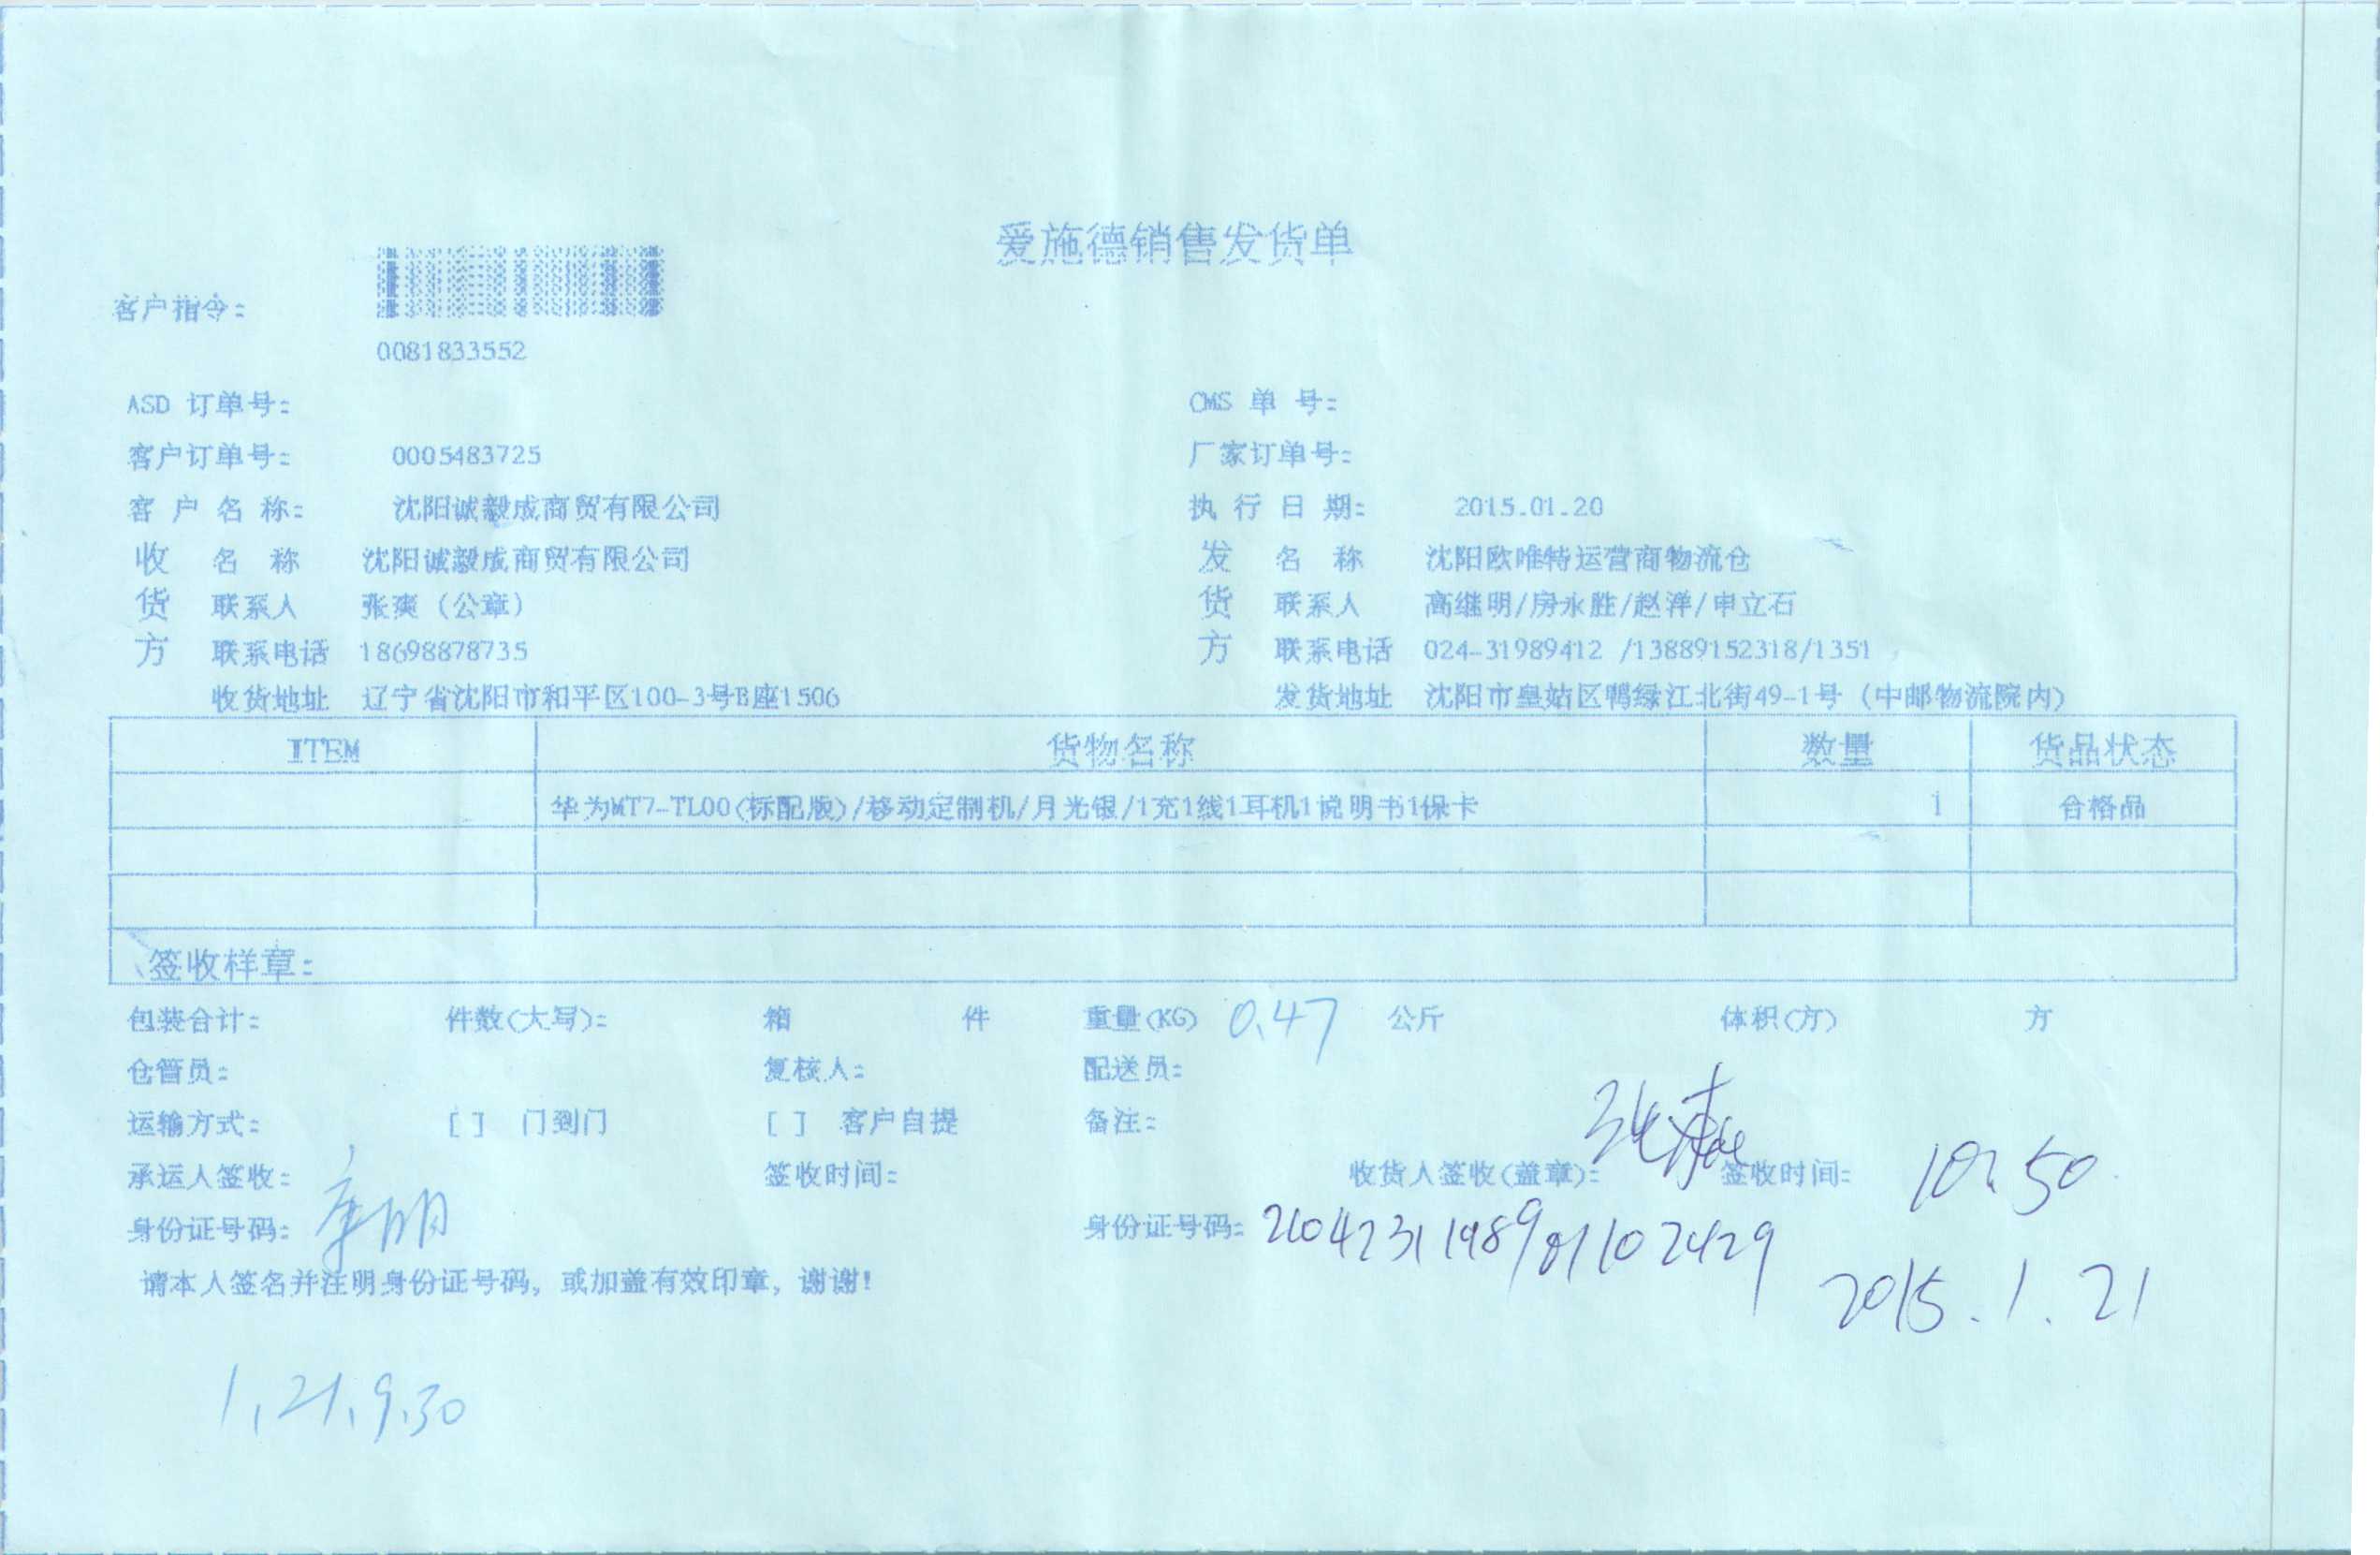 爱施德销售发货单
客户指令:
0081833552
ASD 订单号: CMS 单 号:
客户订单号: 0005483725 厂家订单号:
客 户 名 称: 沈阳诚毅成商贸有限公司 执 行 日 期: 2015.01.20
收 名 称 沈阳诚毅成商贸有限公司 发 名 称 沈阳欧唯特运营商物流仓
货 联系人 张爽(公章) 货 联系人 高继明/房永胜/赵洋/申立石
方 联系电话 18698878735 方 联系电话 024-31989412 /13889152318/1351
收货地址 辽宁省沈阳市和平区100-3号B座1506 发货地址 沈阳市皇姑区鸭绿江北街49-1号(中邮物流院内)
ITEM 货物名称 数量 货品状态
华为MT7-TL00(标配版)/移动定制机/月光银/1充1线1耳机1说明书1保卡 1 合格品
签收样章:
包装合计: 件数(大写): 箱 件 重量(KG) 0.47 公斤 体积(方) 方
仓管员: 复核人: 配送员:
运输方式: [ ] 门到门 [ ] 客户自提 备注:
承运人签收: 签收时间: 收货人签收(盖章): 签收时间: 10:50
身份证号码: 身份证号码: 210423198901102429
2015.1.21
请本人签名并注明身份证号码, 或加盖有效印章, 谢谢!
1.21.9.30